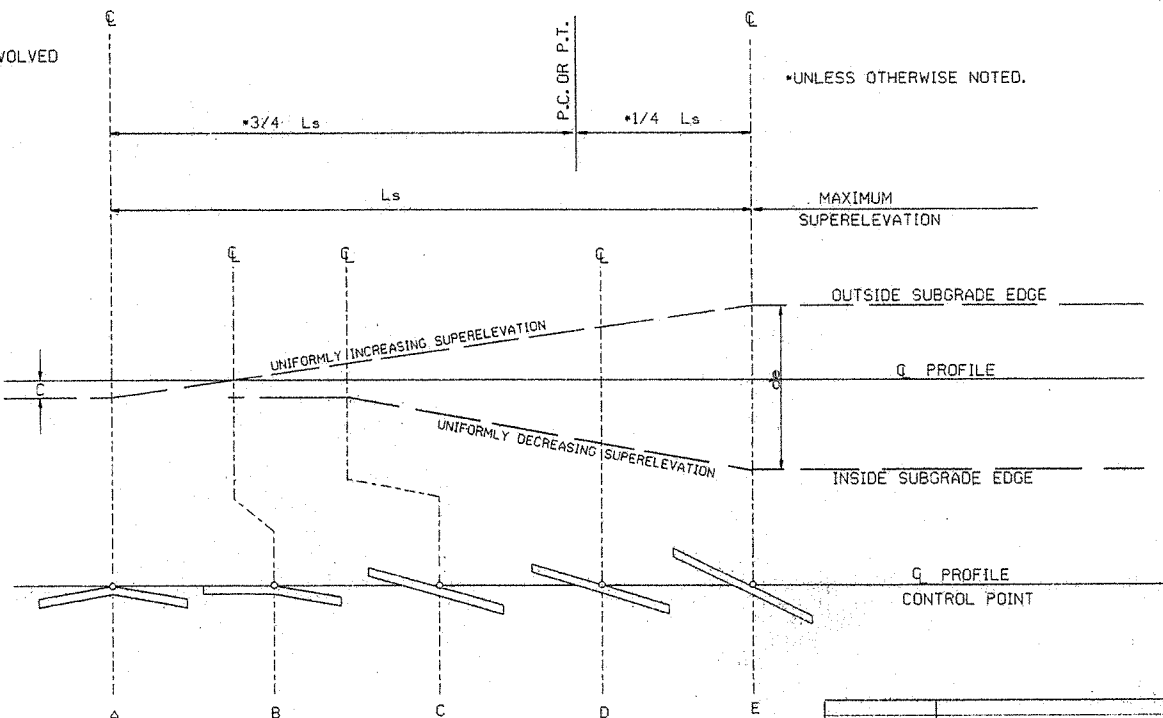 ℄
℄
VOLVED
P.C. OR P.T.
*UNLESS OTHERWISE NOTED.
*3/4 Ls
*1/4 Ls
Ls
MAXIMUM
SUPERELEVATION
℄
℄
℄
OUTSIDE SUBGRADE EDGE
UNIFORMLY INCREASING SUPERELEVATION
C
℄ PROFILE
UNIFORMLY DECREASING SUPERELEVATION
INSIDE SUBGRADE EDGE
℄ PROFILE
CONTROL POINT
A
B
C
D
E